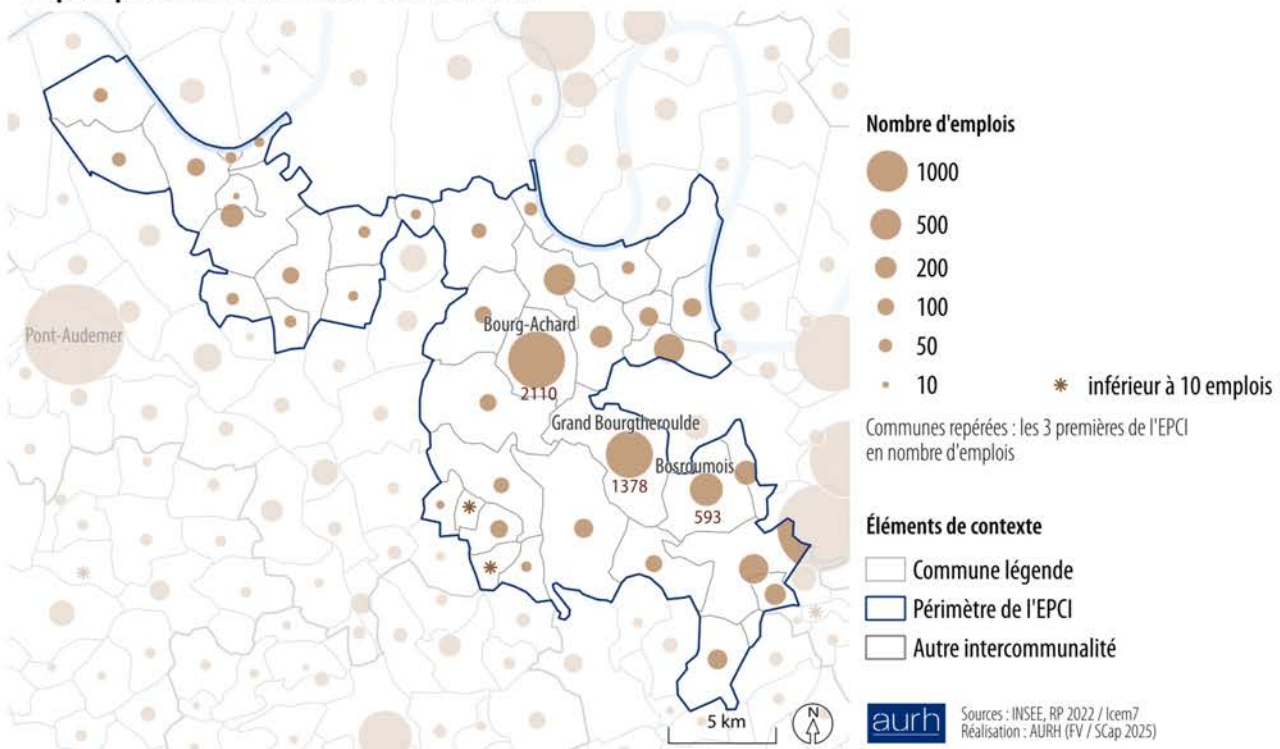 Nombre d'emplois
1000
500
200
100
50
10
inférieur à 10 emplois
Communes repérées : les 3 premières de l'EPCI
en nombre d'emplois
Éléments de contexte
Commune légende
Périmètre de l'EPCI
Autre intercommunalité
Pont-Audemer
Bourg-Achard
2110
Grand Bourgtheroulde
1378
Bosroumois
593
5 km
N
aurh
Sources : INSEE, RP 2022 / Icem7
Réalisation : AURH (FV / SCap 2025)